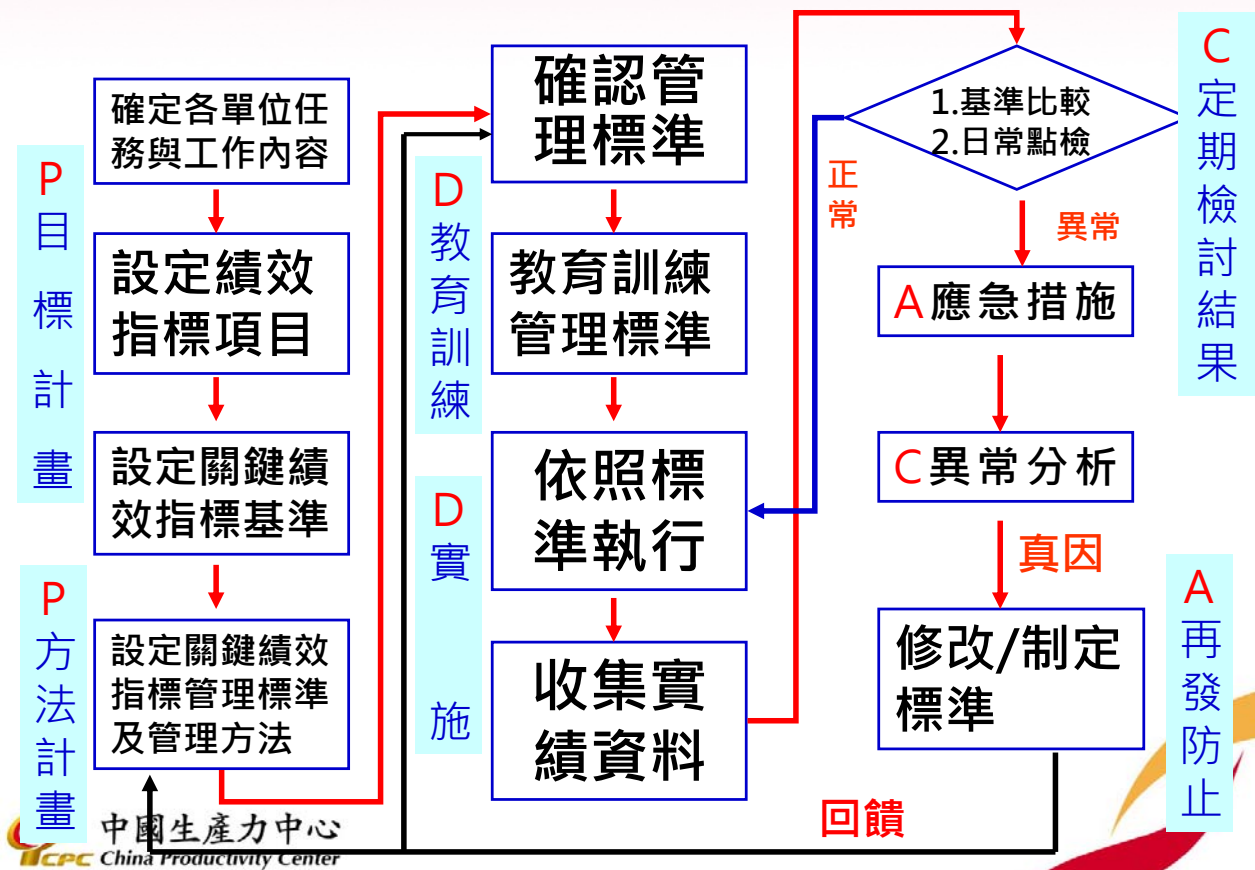 P
目
標
計
畫
確定各單位任
務與工作內容
設定績效
指標項目
設定關鍵績
效指標基準
P
方
法
計
畫
設定關鍵績效
指標管理標準
及管理方法
D
教
育
訓
練
確認管
理標準
教育訓練
管理標準
D
實
施
依照標
準執行
收集實
績資料
1.基準比較
2.日常點檢
正
常
異常
A應急措施
C異常分析
真因
修改/制定
標準
C
定
期
檢
討
結
果
A
再
發
防
止
回饋
中國生產力中心
CPC China Productivity Center